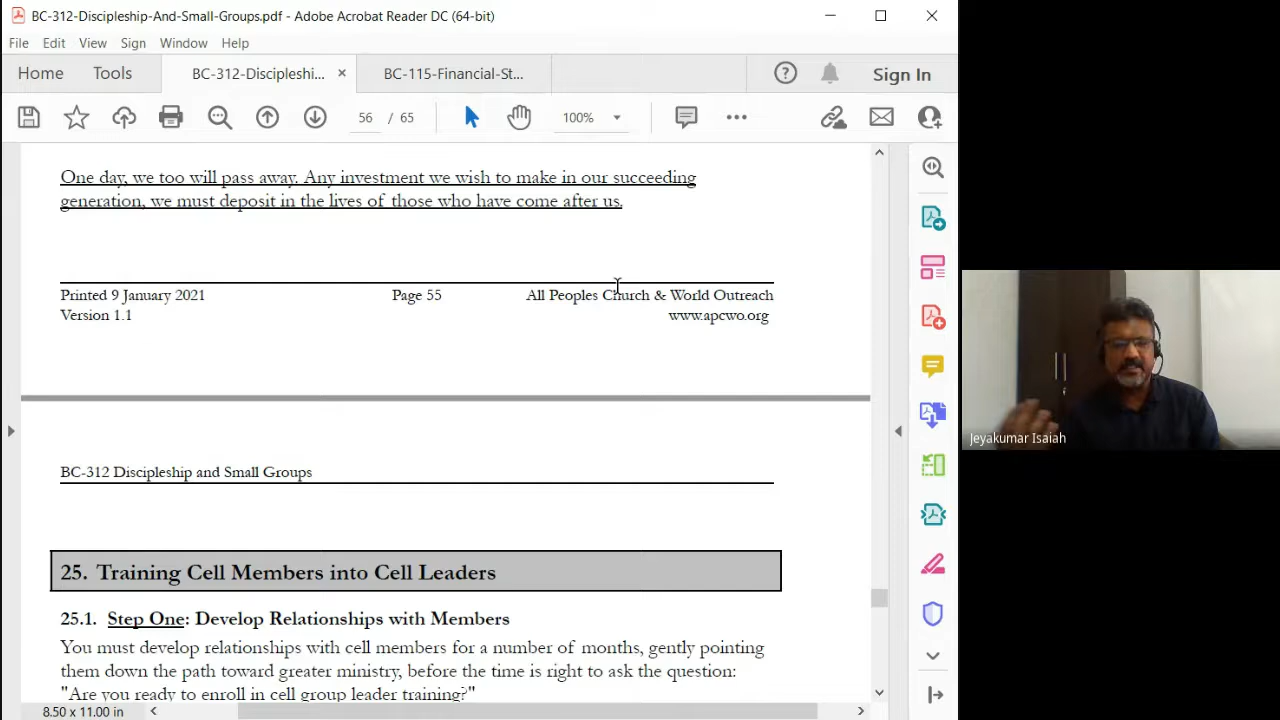 BC-312-Discipleship-And-Small-Groups.pdf - Adobe Acrobat Reader DC (64-bit)
File Edit View Sign Window Help
Home Tools BC-312-Discipleshi... × BC-115-Financial-St... Sign In
56 / 65 100%
One day, we too will pass away. Any investment we wish to make in our succeeding
generation, we must deposit in the lives of those who have come after us.
Printed 9 January 2021 Page 55 All Peoples Church & World Outreach
Version 1.1 www.apcwo.org
BC-312 Discipleship and Small Groups
25. Training Cell Members into Cell Leaders
25.1. Step One: Develop Relationships with Members
You must develop relationships with cell members for a number of months, gently pointing
them down the path toward greater ministry, before the time is right to ask the question:
"Are you ready to enroll in cell group leader training?"
8.50 x 11.00 in
Jeyakumar Isaiah